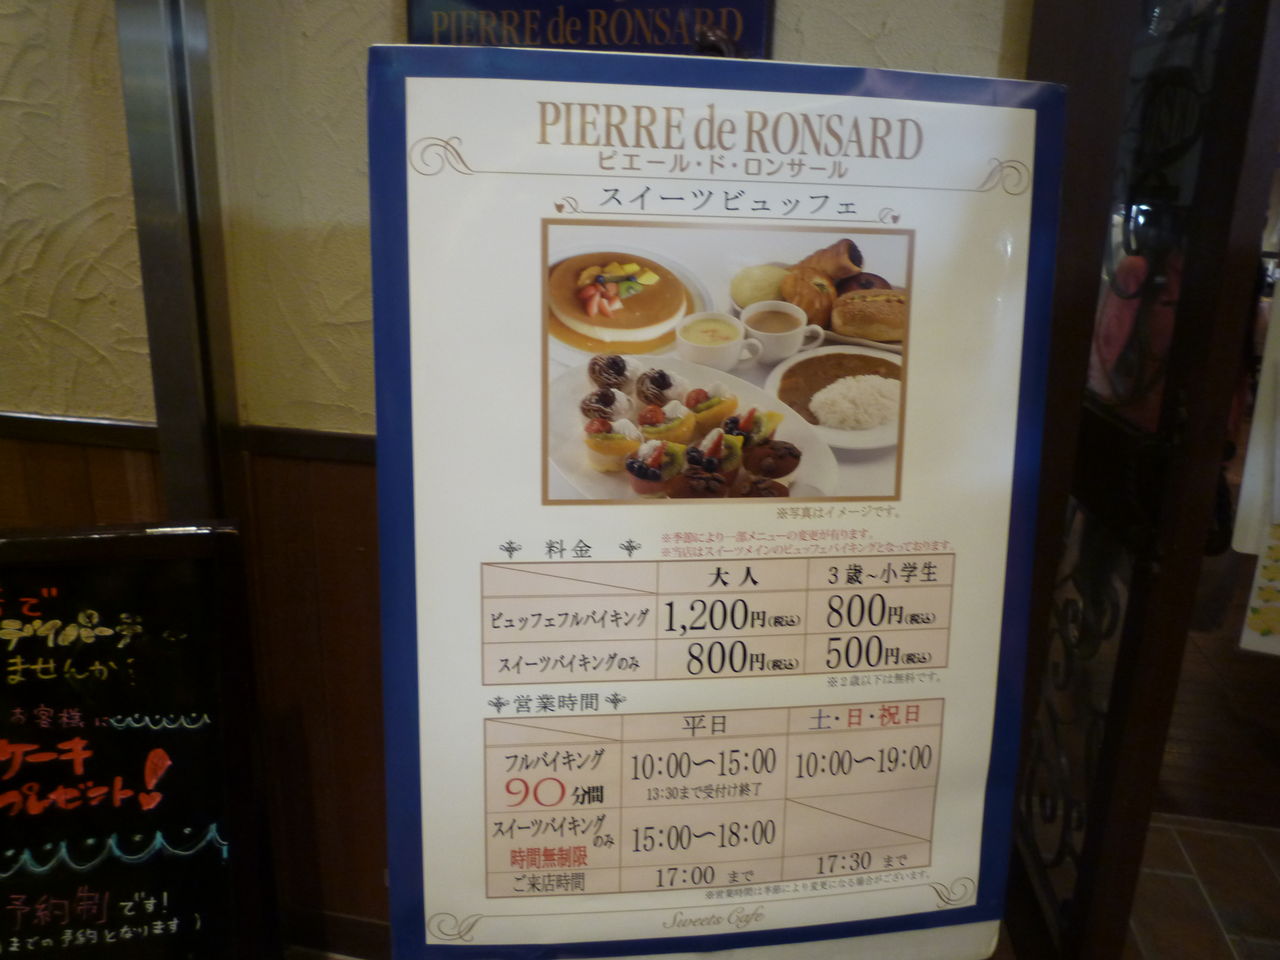 PIERRE de RONSARD
PIERRE de RONSARD
ピエール・ド・ロンサール
スイーツビュッフェ
※写真はイメージです。
料金
※季節により一部メニューの変更が有ります。
※当店はスイーツメインのビュッフェバイキングとなっております。
大人 3歳~小学生
ビュッフェフルバイキング 1,200円(税込) 800円(税込)
スイーツバイキングのみ 800円(税込) 500円(税込)
※2歳以下は無料です。
営業時間
平日 土・日・祝日
フルバイキング 90分間 10:00~15:00 10:00~19:00
13:30まで受付け終了
スイーツバイキングのみ 時間無制限 15:00~18:00
ご来店時間 17:00 まで 17:30 まで
※営業時間は季節により変更になる場合がございます。
Sweets Cafe
で
ませんか
お客様に
ケーキ
プレゼント!
予約制です!
までの予約となります)